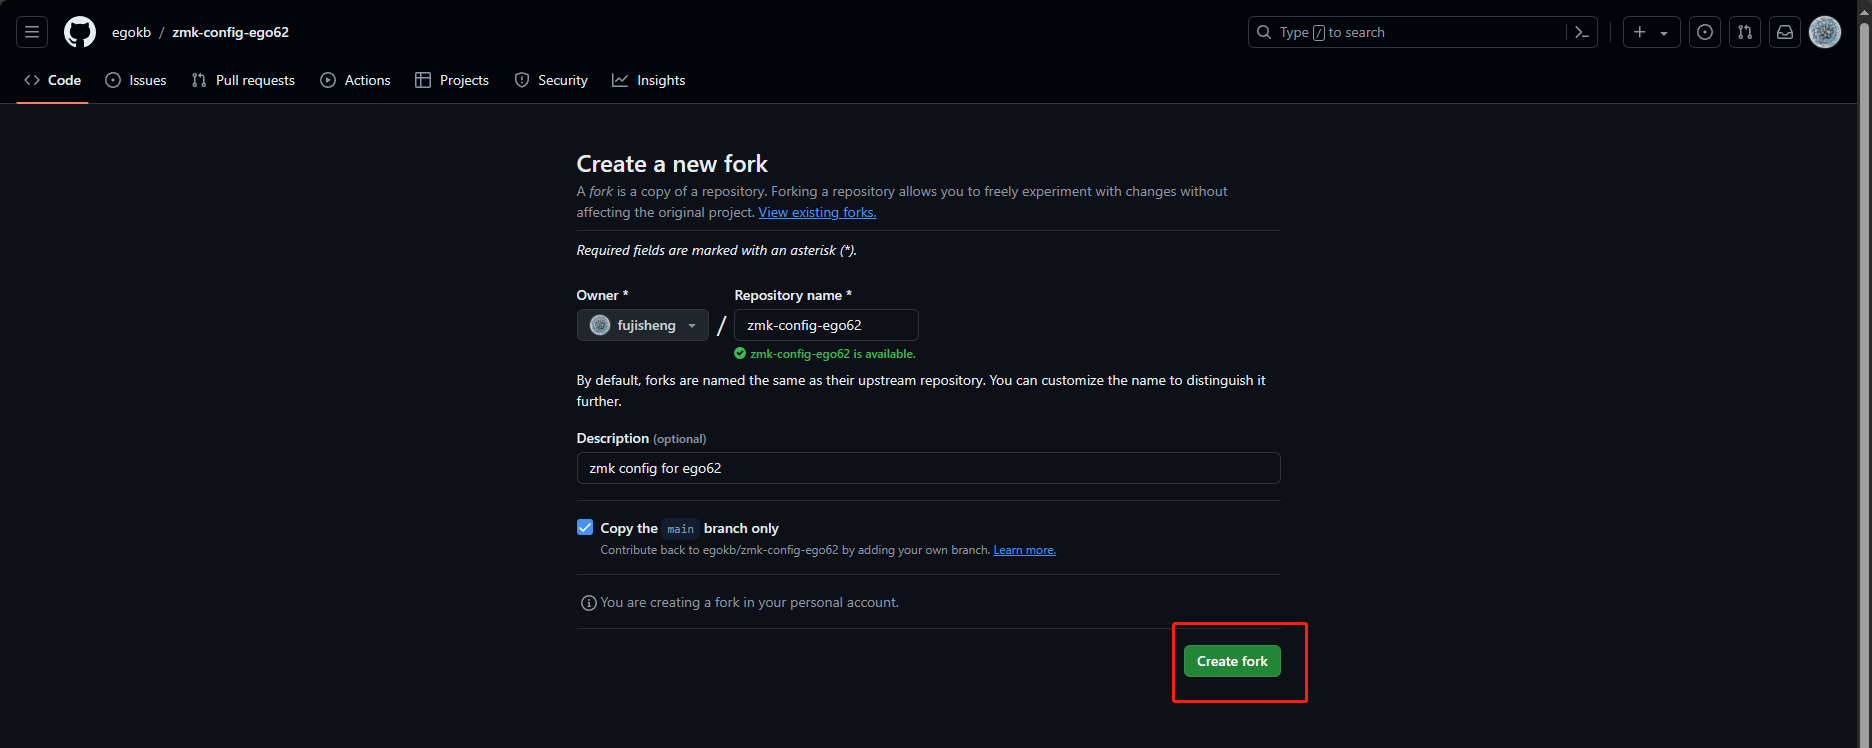 egokb / zmk-config-ego62
Type / to search
Code Issues Pull requests Actions Projects Security Insights
Create a new fork
A fork is a copy of a repository. Forking a repository allows you to freely experiment with changes without
affecting the original project. View existing forks.
Required fields are marked with an asterisk (*).
Owner * Repository name *
fujisheng / zmk-config-ego62
zmk-config-ego62 is available.
By default, forks are named the same as their upstream repository. You can customize the name to distinguish it
further.
Description (optional)
zmk config for ego62
Copy the main branch only
Contribute back to egokb/zmk-config-ego62 by adding your own branch. Learn more.
You are creating a fork in your personal account.
Create fork